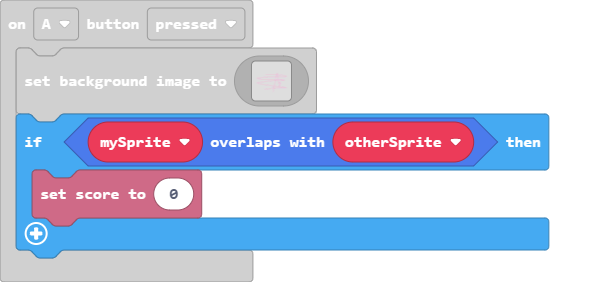 on A button pressed
set background image to
if mySprite overlaps with otherSprite then
set score to 0